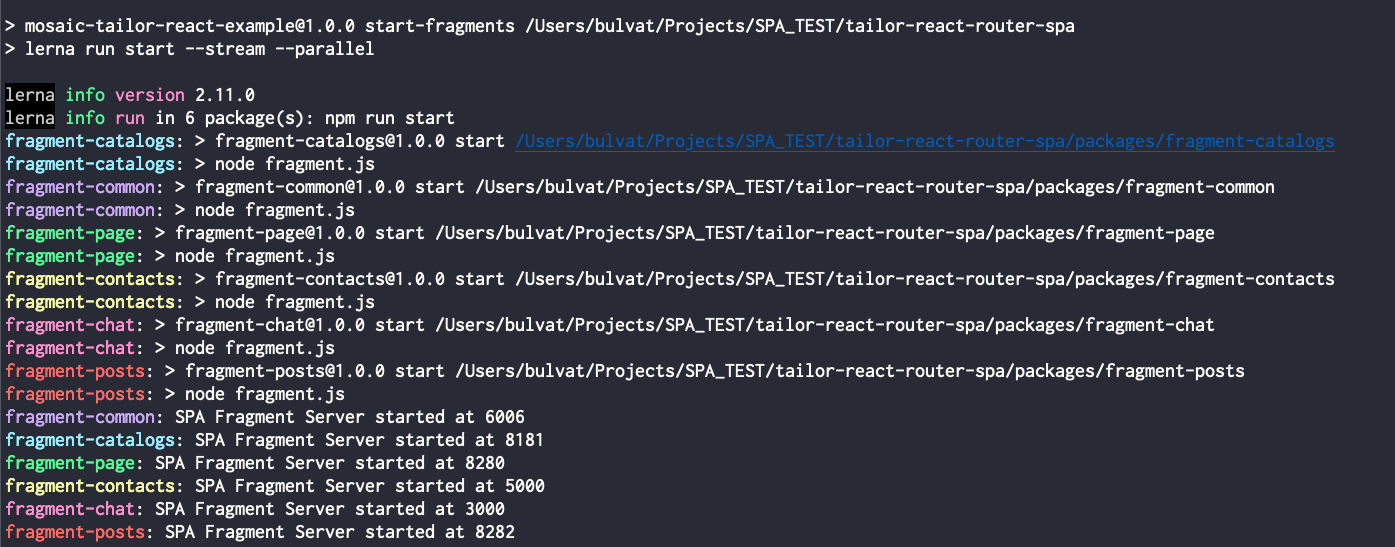 > mosaic-tailor-react-example@1.0.0 start-fragments /Users/bulvat/Projects/SPA_TEST/tailor-react-router-spa
> lerna run start --stream --parallel
lerna info version 2.11.0
lerna info run in 6 package(s): npm run start
fragment-catalogs: > fragment-catalogs@1.0.0 start /Users/bulvat/Projects/SPA_TEST/tailor-react-router-spa/packages/fragment-catalogs
fragment-catalogs: > node fragment.js
fragment-common: > fragment-common@1.0.0 start /Users/bulvat/Projects/SPA_TEST/tailor-react-router-spa/packages/fragment-common
fragment-common: > node fragment.js
fragment-page: > fragment-page@1.0.0 start /Users/bulvat/Projects/SPA_TEST/tailor-react-router-spa/packages/fragment-page
fragment-page: > node fragment.js
fragment-contacts: > fragment-contacts@1.0.0 start /Users/bulvat/Projects/SPA_TEST/tailor-react-router-spa/packages/fragment-contacts
fragment-contacts: > node fragment.js
fragment-chat: > fragment-chat@1.0.0 start /Users/bulvat/Projects/SPA_TEST/tailor-react-router-spa/packages/fragment-chat
fragment-chat: > node fragment.js
fragment-posts: > fragment-posts@1.0.0 start /Users/bulvat/Projects/SPA_TEST/tailor-react-router-spa/packages/fragment-posts
fragment-posts: > node fragment.js
fragment-common: SPA Fragment Server started at 6006
fragment-catalogs: SPA Fragment Server started at 8181
fragment-page: SPA Fragment Server started at 8280
fragment-contacts: SPA Fragment Server started at 5000
fragment-chat: SPA Fragment Server started at 3000
fragment-posts: SPA Fragment Server started at 8282